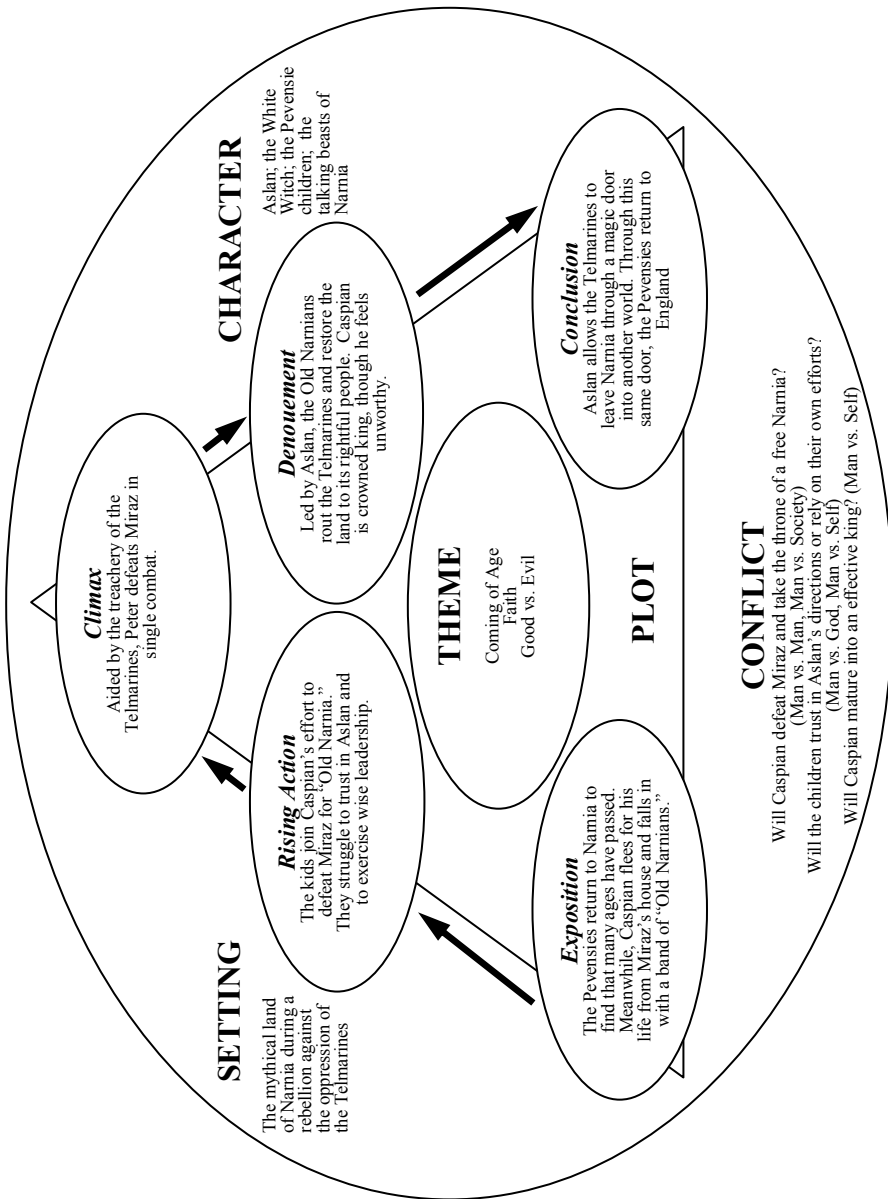 SETTING
The mythical land
of Narnia during a
rebellion against
the oppression of
the Telmarines
Climax
Aided by the treachery of the
Telmarines, Peter defeats Miraz in
single combat.
CHARACTER
Aslan; the White
Witch; the Pevensie
children; the
talking beasts of
Narnia
Rising Action
The kids join Caspian's effort to
defeat Miraz for “Old Narnia.”
They struggle to trust in Aslan and
to exercise wise leadership.
Denouement
Led by Aslan, the Old Narnians
rout the Telmarines and restore the
land to its rightful people. Caspian
is crowned king, though he feels
unworthy.
THEME
Coming of Age
Faith
Good vs. Evil
Exposition
The Pevensies return to Narnia to
find that many ages have passed.
Meanwhile, Caspian flees for his
life from Miraz's house and falls in
with a band of “Old Narnians.”
PLOT
Conclusion
Aslan allows the Telmarines to
leave Narnia through a magic door
into another world. Through this
same door, the Pevensies return to
England
CONFLICT
Will Caspian defeat Miraz and take the throne of a free Narnia?
(Man vs. Man, Man vs. Society)
Will the children trust in Aslan’s directions or rely on their own efforts?
(Man vs. God, Man vs. Self)
Will Caspian mature into an effective king? (Man vs. Self)